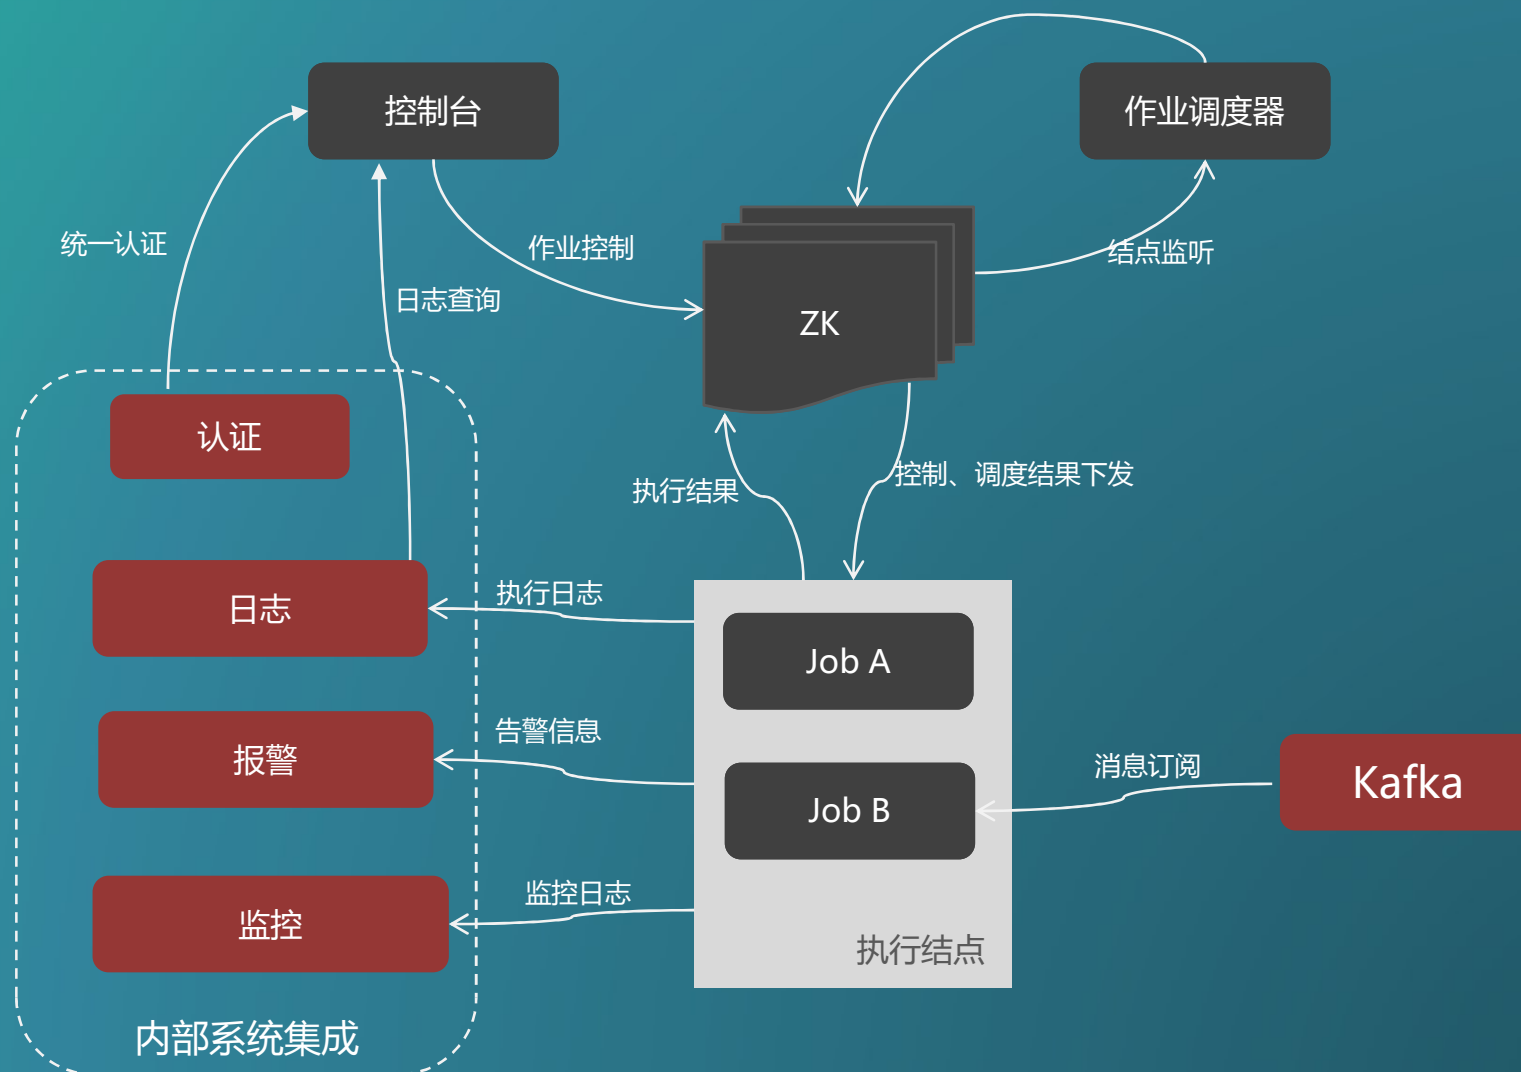 控制台
作业调度器
统一认证
作业控制
结点监听
日志查询
ZK
认证
执行结果
控制、调度结果下发
日志
执行日志
Job A
报警
告警信息
Job B
消息订阅
Kafka
监控
监控日志
执行结点
内部系统集成